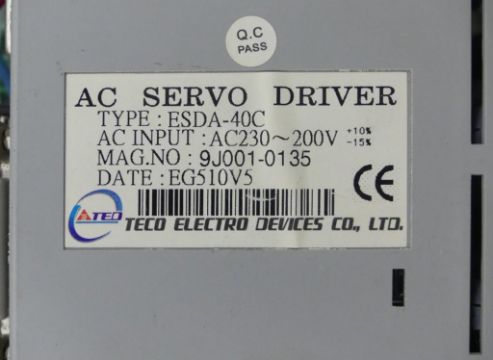 Q.C
PASS
AC SERVO DRIVER
TYPE : ESDA-40C
AC INPUT : AC230～200V +10% -15%
MAG.NO : 9J001-0135
DATE : EG510V5
CE
ATEO
TECO ELECTRO DEVICES CO., LTD.